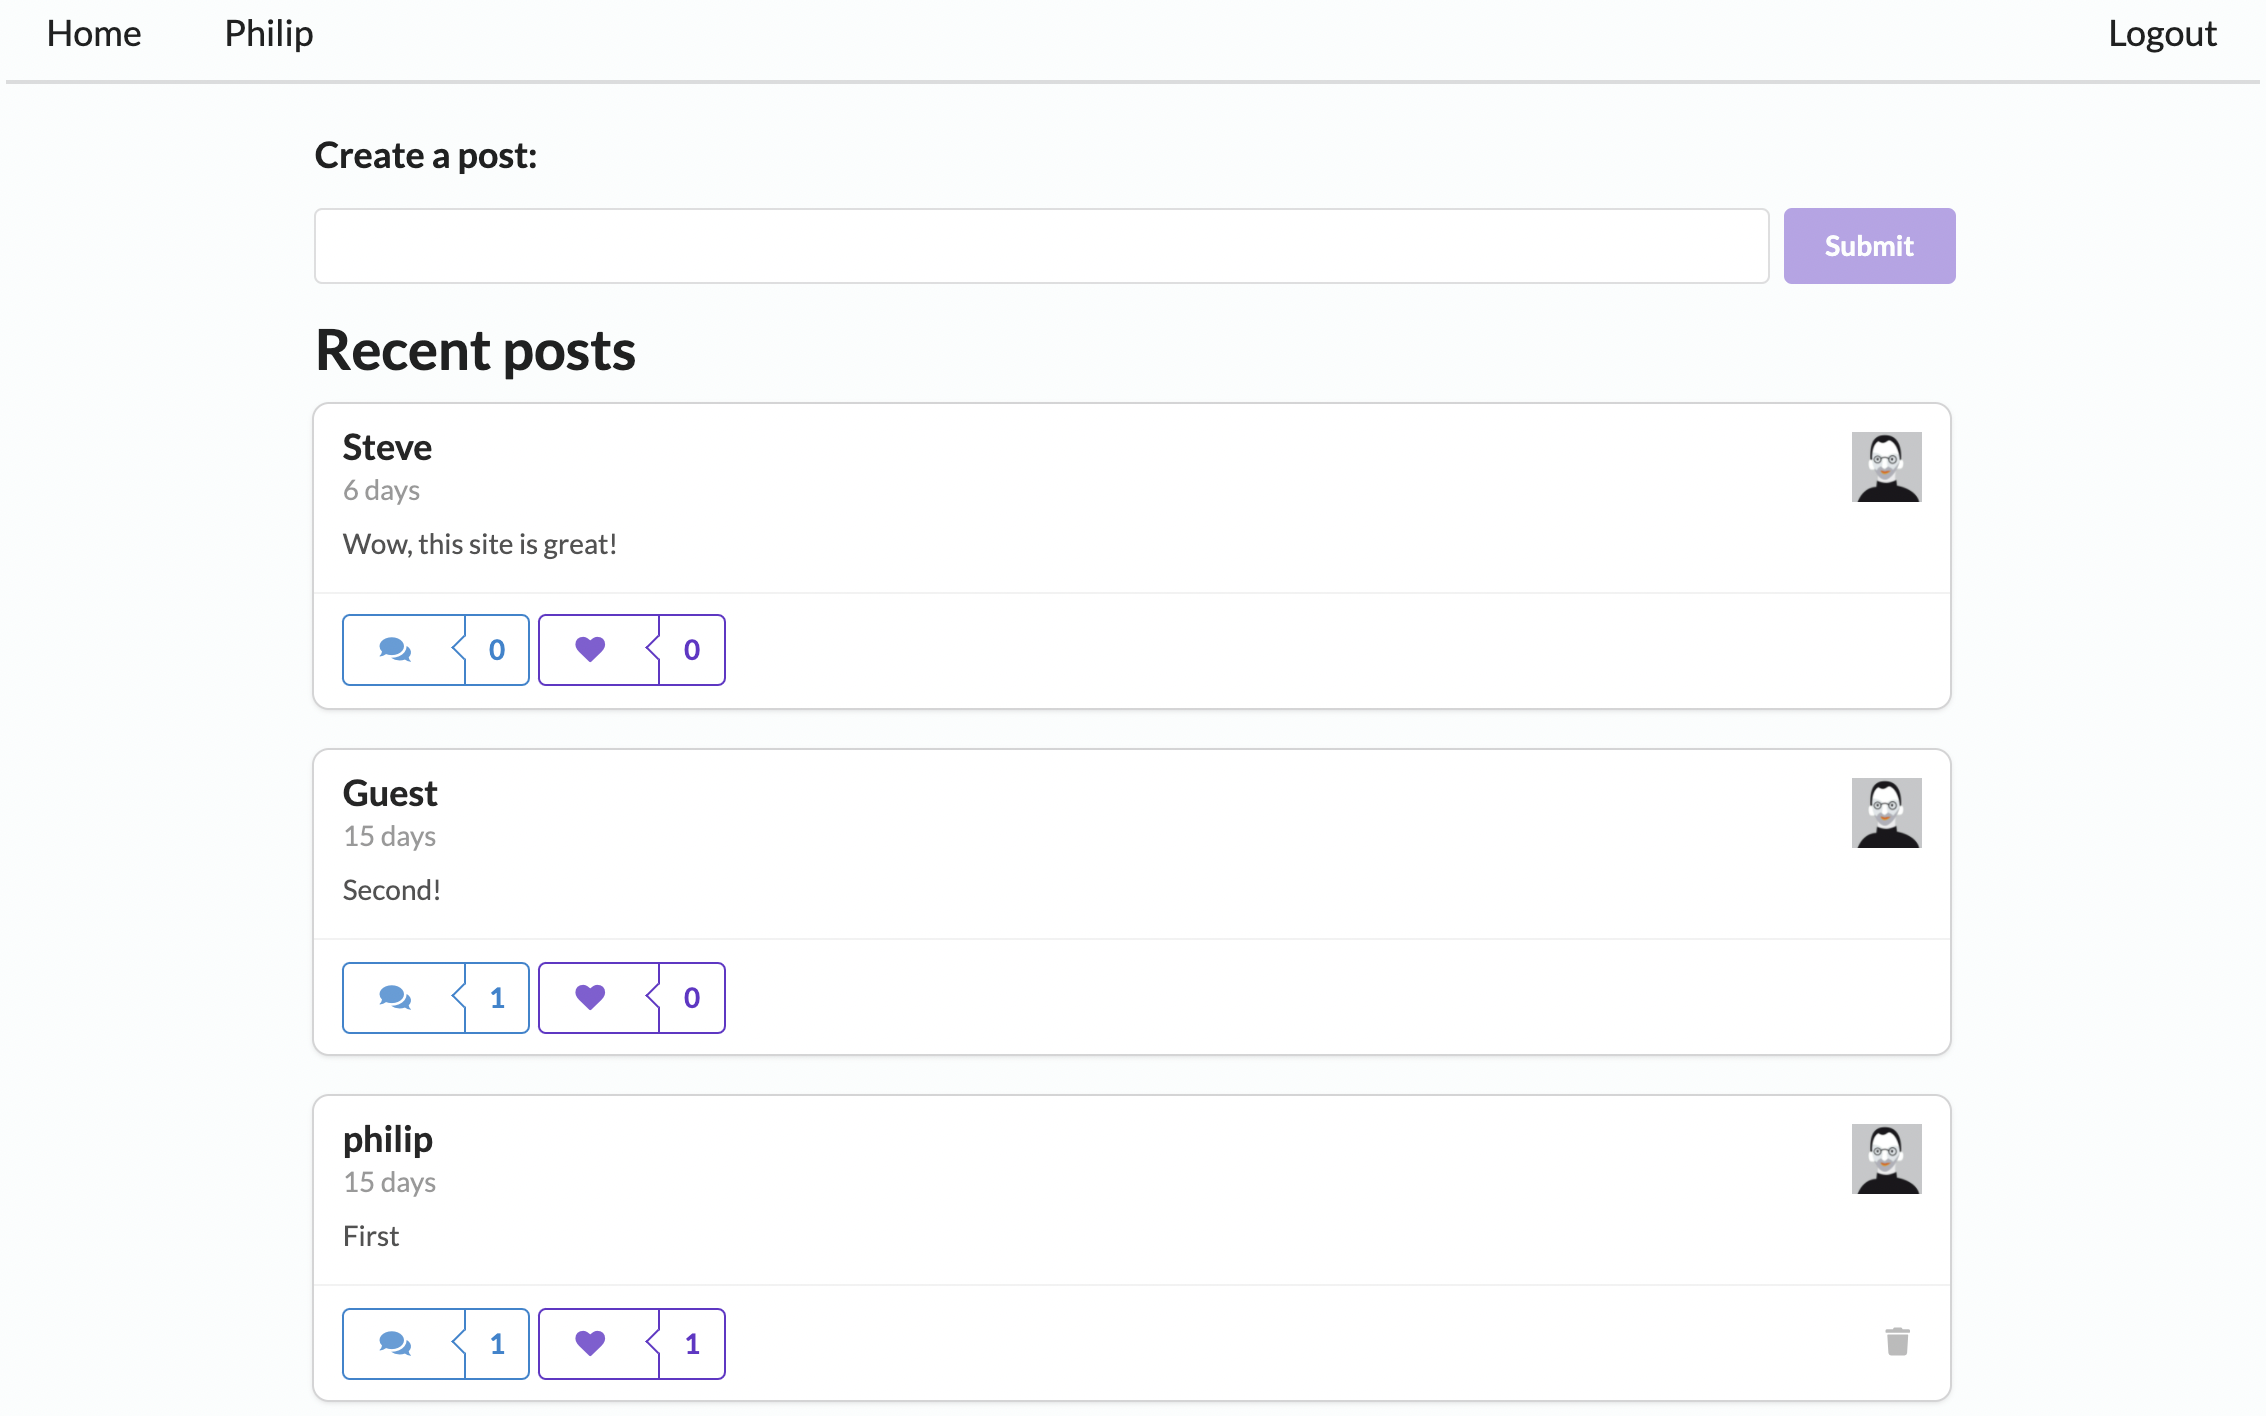 Home Philip Logout
Create a post:
Submit
Recent posts
Steve
6 days
Wow, this site is great!
0 0
Guest
15 days
Second!
1 0
philip
15 days
First
1 1